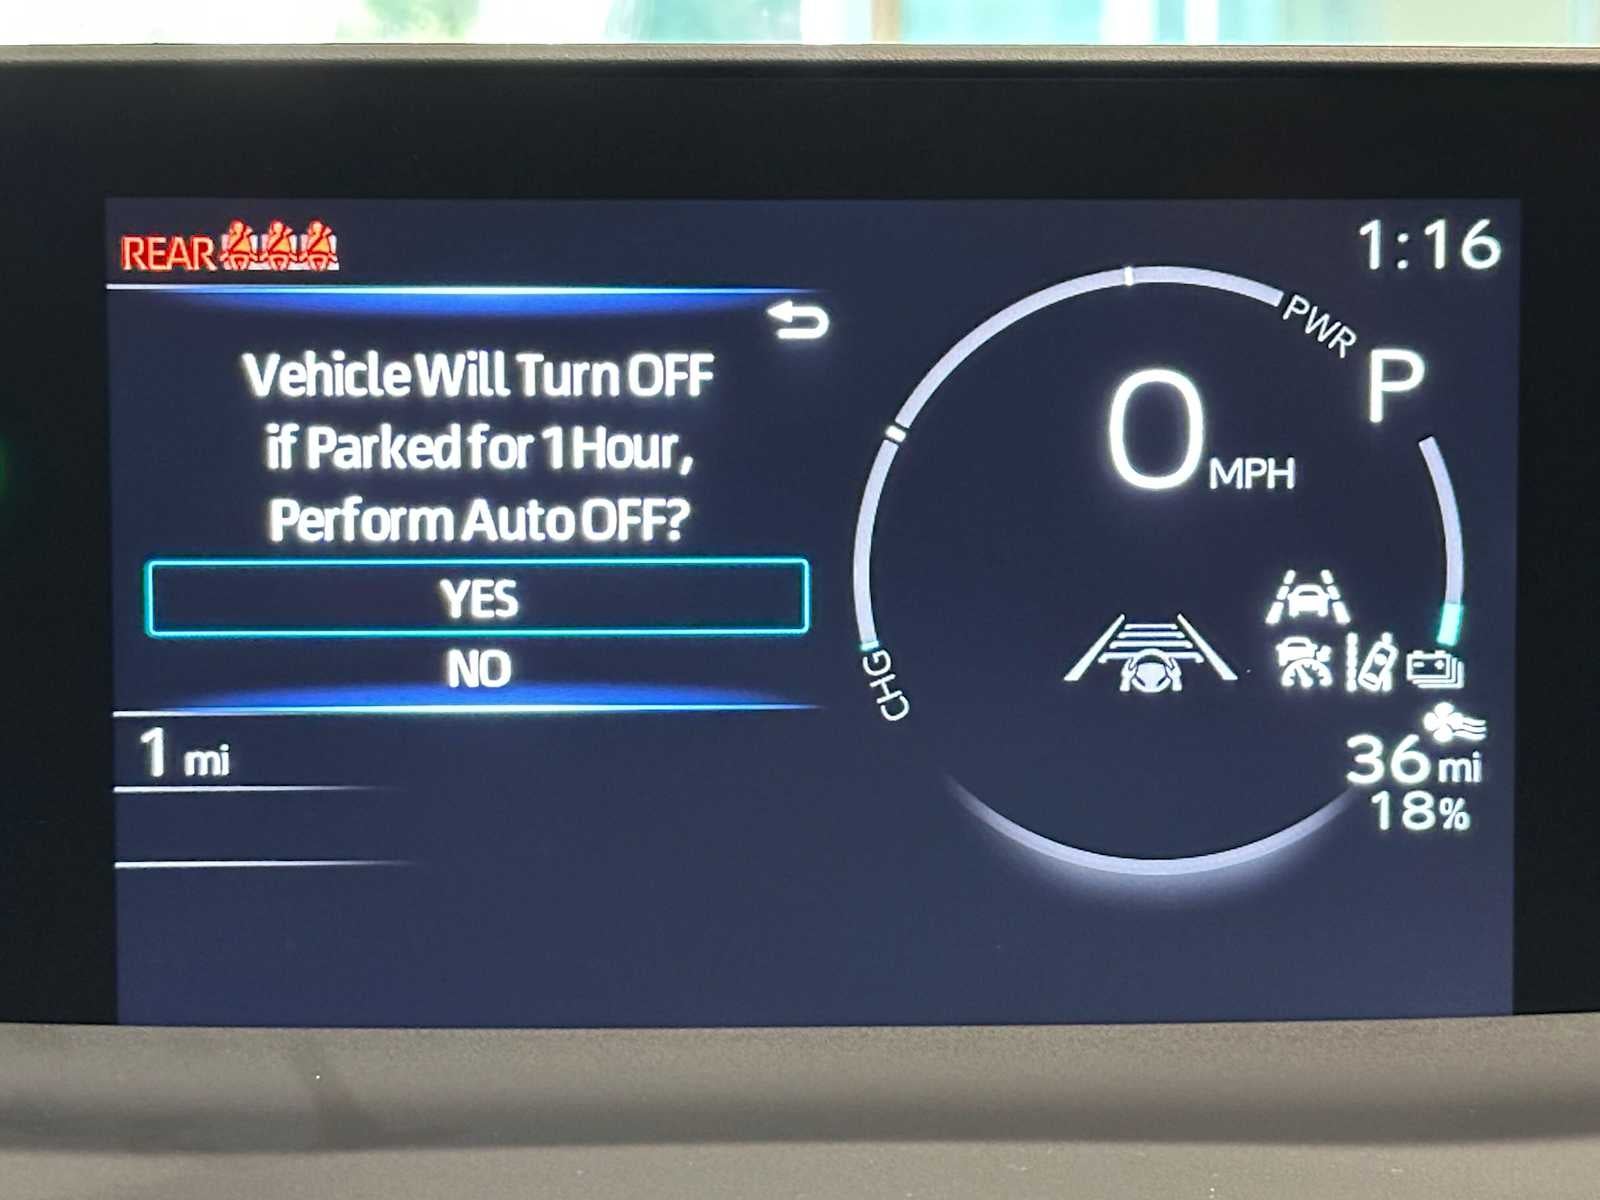 REAR
1:16
Vehicle Will Turn OFF
if Parked for 1 Hour,
Perform Auto OFF?
YES
NO
1 mi
PWR
P
0 MPH
CHG
36 mi
18%